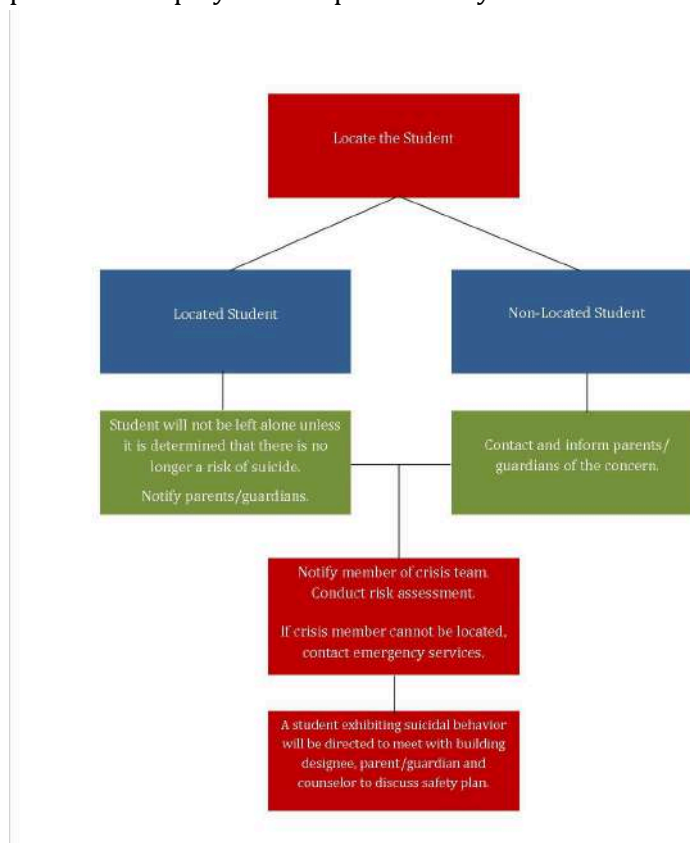 Locate the Student
Located Student
Non-Located Student
Student will not be left alone unless
it is determined that there is no
longer a risk of suicide.
Notify parents/guardians.
Contact and inform parents/
guardians of the concern.
Notify member of crisis team.
Conduct risk assessment.
If crisis member cannot be located,
contact emergency services.
A student exhibiting suicidal behavior
will be directed to meet with building
designee, parent/guardian and
counselor to discuss safety plan.